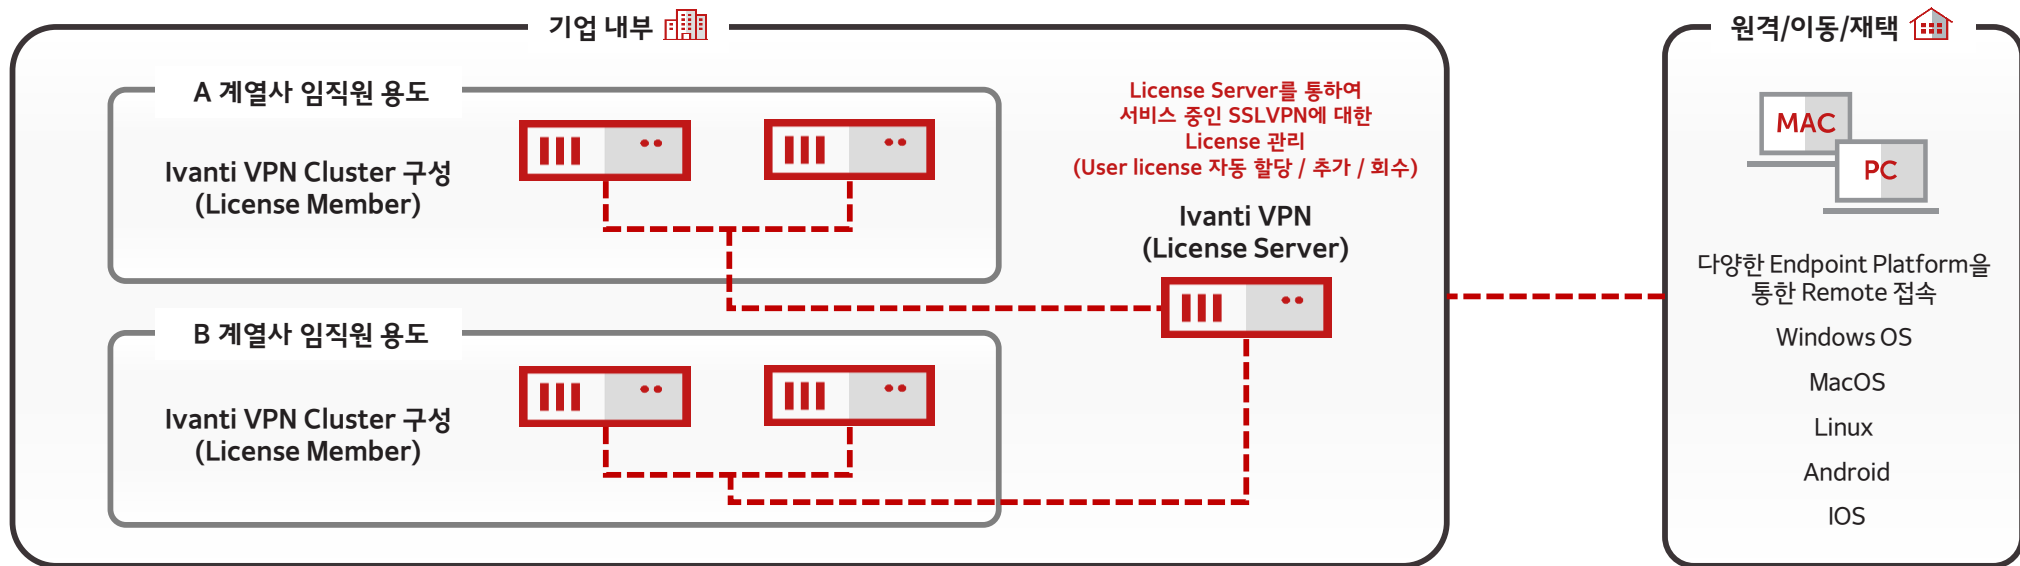 기업 내부
A 계열사 임직원 용도
Ivanti VPN Cluster 구성
(License Member)
License Server를 통하여
서비스 중인 SSLVPN에 대한
License 관리
(User license 자동 할당 / 추가 / 회수)
Ivanti VPN
(License Server)
B 계열사 임직원 용도
Ivanti VPN Cluster 구성
(License Member)
원격/이동/재택
MAC
PC
다양한 Endpoint Platform을
통한 Remote 접속
Windows OS
MacOS
Linux
Android
IOS